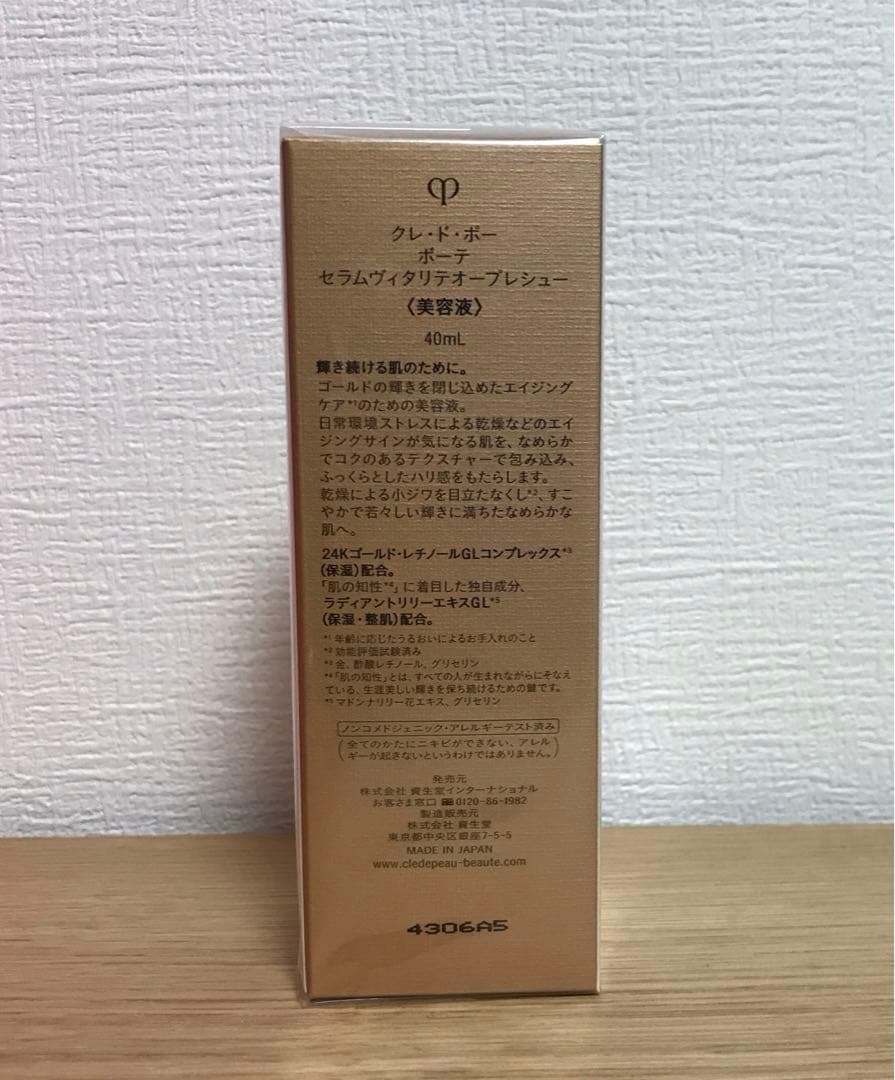 クレ・ド・ポー
ボーテ
セラムヴィタリテオープレシュー
〈美容液〉
40mL
輝き続ける肌のために。
ゴールドの輝きを閉じ込めたエイジング
ケア*1のための美容液。
日常環境ストレスによる乾燥などのエイ
ジングサインが気になる肌を、なめらか
でコクのあるテクスチャーで包み込み、
ふっくらとしたハリ感をもたらします。
乾燥による小ジワを目立たなくし*2、すこ
やかで若々しい輝きに満ちたなめらかな
肌へ。
24Kゴールド・レチノールGLコンプレックス*3
(保湿)配合。
「肌の知性*4」に着目した独自成分、
ラディアントリリーエキスGL*5
(保湿・整肌)配合。
*1 年齢に応じたうるおいによるお手入れのこと
*2 効能評価試験済み
*3 金、酢酸レチノール、グリセリン
*4「肌の知性」とは、すべての人が生まれながらにそなえ
ている、生涯美しい輝きを保ち続けるための鍵です。
*5 マドンナリリー花エキス、グリセリン
ノンコメドジェニック・アレルギーテスト済み
(全てのかたにニキビができない、アレル
ギーが起きないというわけではありません。)
発売元
株式会社 資生堂インターナショナル
お客さま窓口 0120-86-1982
製造販売元
株式会社 資生堂
東京都中央区銀座7-5-5
MADE IN JAPAN
www.cledepeau-beaute.com
4306A5